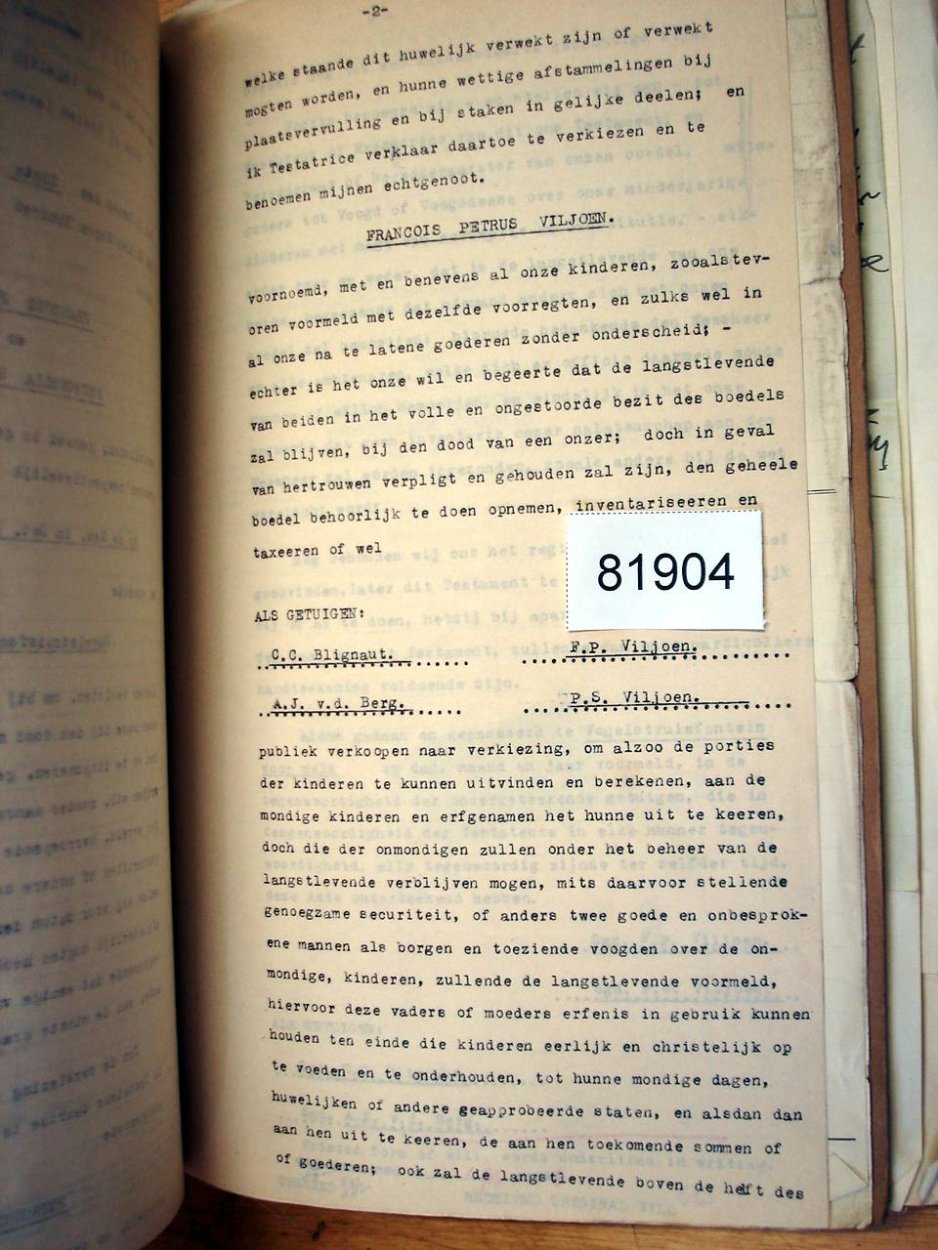 -2-
welke staande dit huwelijk verwekt zijn of verwekt
mogten worden, en hunne wettige afstammelingen bij
plaatsvervulling en bij staken in gelijke deelen; en
ik Testatrice verklaar daartoe te verkiezen en te
benoemen mijnen echtgenoot.
FRANCOIS PETRUS VILJOEN.
voornoemd, met en benevens al onze kinderen, zooalstev-
oren voormeld met dezelfde voorregten, en zulks wel in
al onze na te latene goederen zonder onderscheid; -
echter is het onze wil en begeerte dat de langstlevende
van beiden in het volle en ongestoorde bezit des boedels
zal blijven, bij den dood van een onzer; doch in geval
van hertrouwen verpligt en gehouden zal zijn, den geheele
boedel behoorlijk te doen opnemen, inventariseeren en
taxeeren of wel
81904
ALS GETUIGEN:
C.C. Blignaut. F.P. Viljoen.
A.J. v.d. Berg. P.S. Viljoen.
publiek verkoopen naar verkiezing, om alzoo de porties
der kinderen te kunnen uitvinden en berekenen, aan de
mondige kinderen en erfgenamen het hunne uit te keeren,
doch die der onmondigen zullen onder het beheer van de
langstlevende verblijven mogen, mits daarvoor stellende
genoegzame securiteit, of anders twee goede en onbesprok-
ene mannen als borgen en toeziende voogden over de on-
mondige, kinderen, zullende de langstlevende voormeld,
hiervoor deze vaders of moeders erfenis in gebruik kunnen
houden ten einde die kinderen eerlijk en christelijk op
te voeden en te onderhouden, tot hunne mondige dagen,
huwelijken of andere geapprobeerde staten, en alsdan dan
aan hen uit te keeren, de aan hen toekomende sommen of
of goederen; ook zal de langstlevende boven de helft des